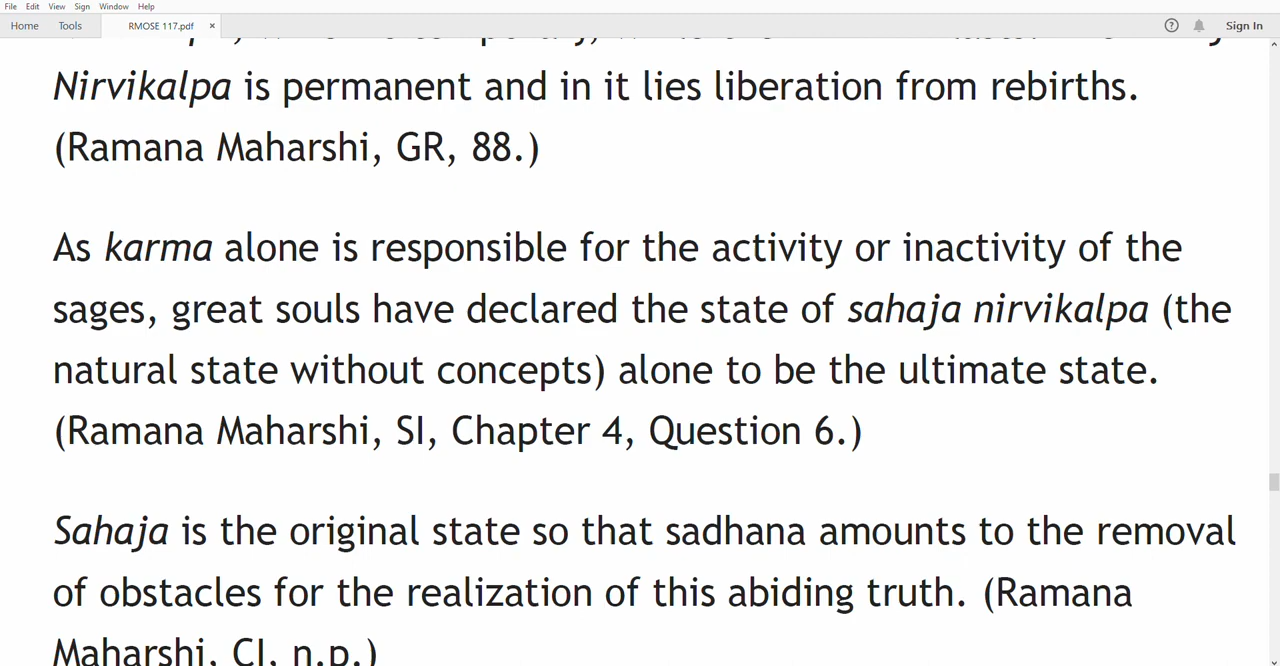 File Edit View Sign Window Help
Home Tools RMOSE 117.pdf × ? Sign In
Nirvikalpa is permanent and in it lies liberation from rebirths.
(Ramana Maharshi, GR, 88.)
As karma alone is responsible for the activity or inactivity of the
sages, great souls have declared the state of sahaja nirvikalpa (the
natural state without concepts) alone to be the ultimate state.
(Ramana Maharshi, SI, Chapter 4, Question 6.)
Sahaja is the original state so that sadhana amounts to the removal
of obstacles for the realization of this abiding truth. (Ramana
Maharshi, CI, n.p.)